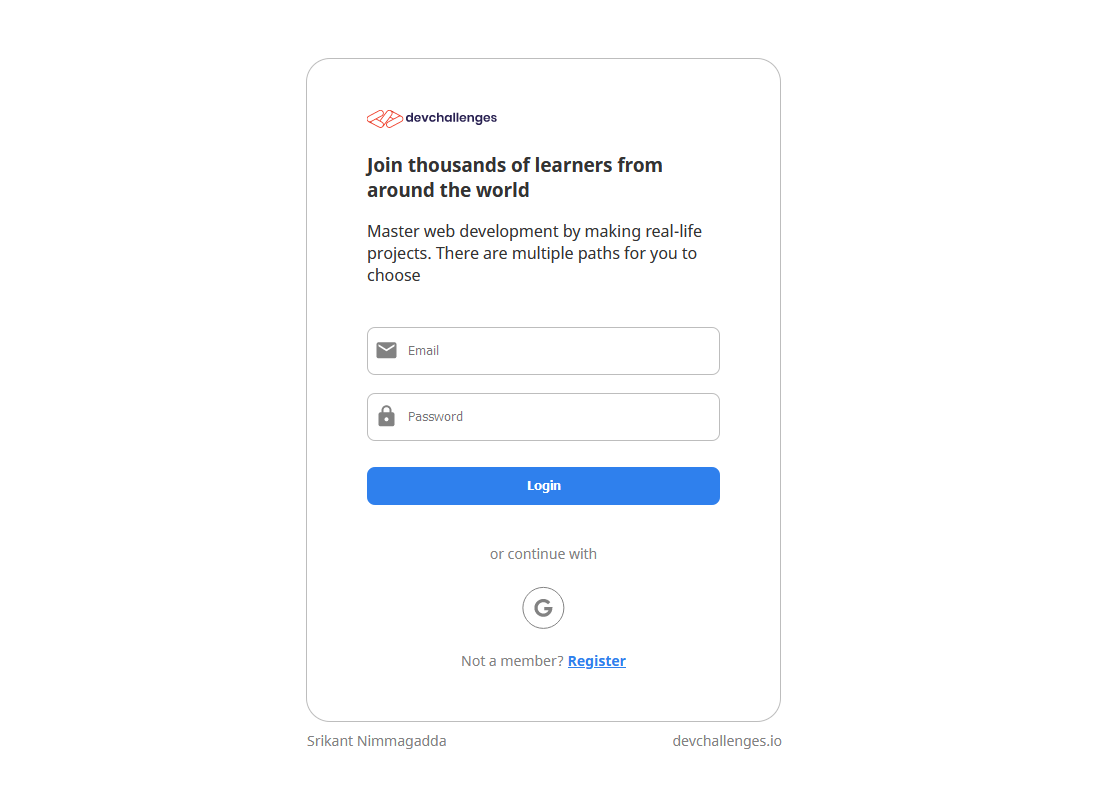 devchallenges
Join thousands of learners from
around the world
Master web development by making real-life
projects. There are multiple paths for you to
choose
Email
Password
Login
or continue with
G
Not a member? Register
Srikant Nimmagadda devchallenges.io